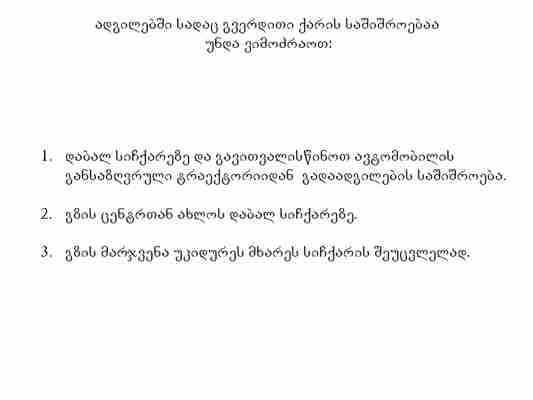 ადგილებში სადაც გვერდითი ქარის საშიშროებაა
უნდა ვიმოძრაოთ:
1. დაბალ სიჩქარეზე და გავითვალისწინოთ ავტომობილის
განსაზღვრული ტრაექტორიიდან გადაადგილების საშიშროება.
2. გზის ცენტრთან ახლოს დაბალ სიჩქარეზე.
3. გზის მარჯვენა უკიდურეს მხარეს სიჩქარის შეუცვლელად.